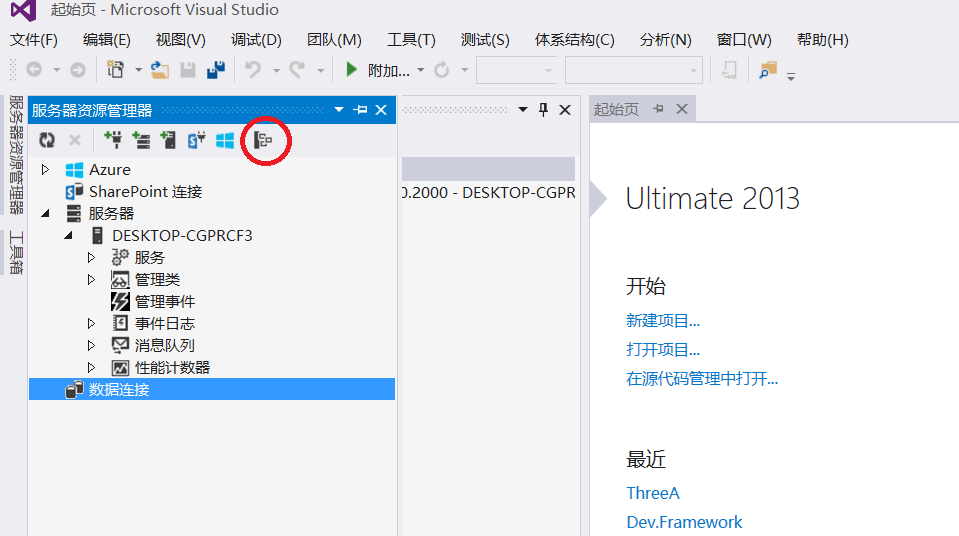 起始页 - Microsoft Visual Studio
文件(F) 编辑(E) 视图(V) 调试(D) 团队(M) 工具(T) 测试(S) 体系结构(C) 分析(N) 窗口(W) 帮助(H)
附加...
服务器资源管理器
工具箱
服务器资源管理器
Azure
SharePoint 连接
服务器
DESKTOP-CGPRCF3
服务
管理类
管理事件
事件日志
消息队列
性能计数器
数据连接
0.2000 - DESKTOP-CGPR
起始页
Ultimate 2013
开始
新建项目...
打开项目...
在源代码管理中打开...
最近
ThreeA
Dev.Framework